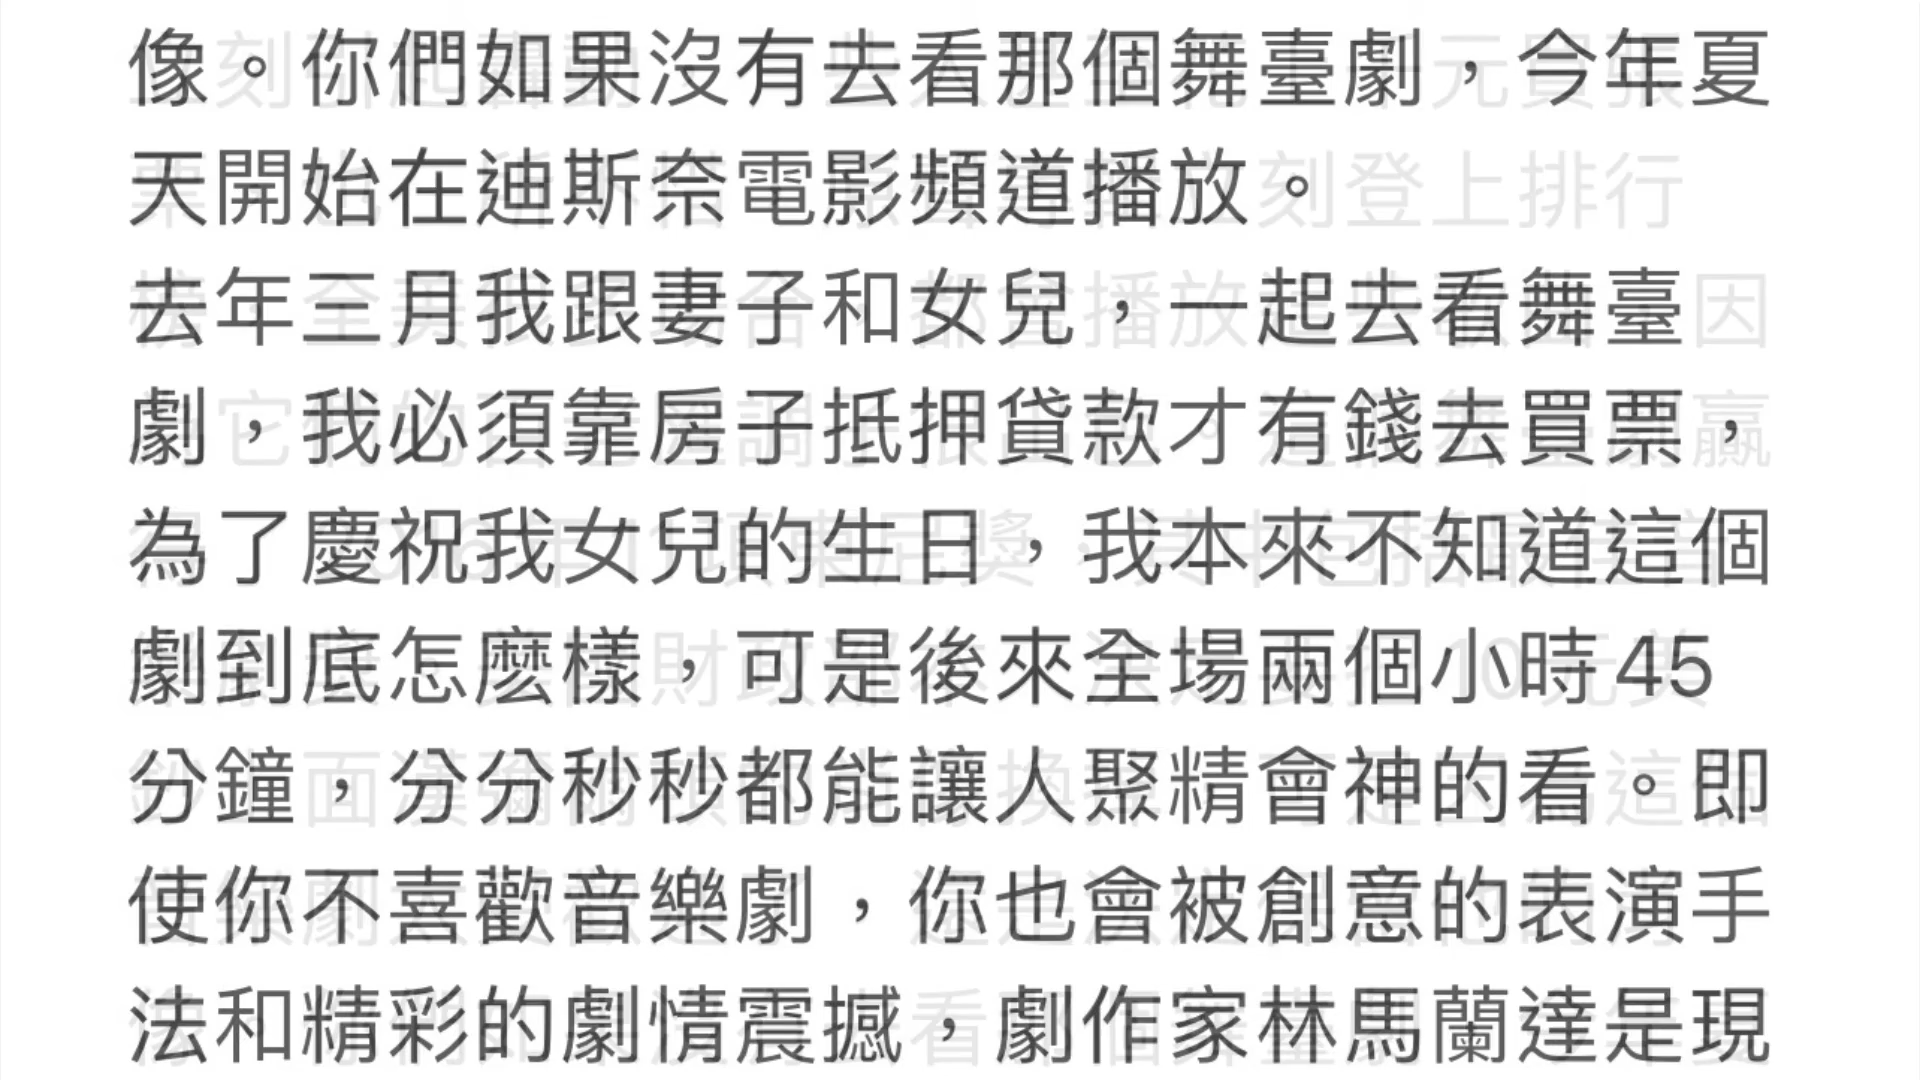 像。你們如果沒有去看那個舞臺劇，今年夏
天開始在迪斯奈電影頻道播放。
去年三月我跟妻子和女兒，一起去看舞臺
劇，我必須靠房子抵押貸款才有錢去買票，
為了慶祝我女兒的生日，我本來不知道這個
劇到底怎麽樣，可是後來全場兩個小時45
分鐘，分分秒秒都能讓人聚精會神的看。即
使你不喜歡音樂劇，你也會被創意的表演手
法和精彩的劇情震撼，劇作家林馬蘭達是現